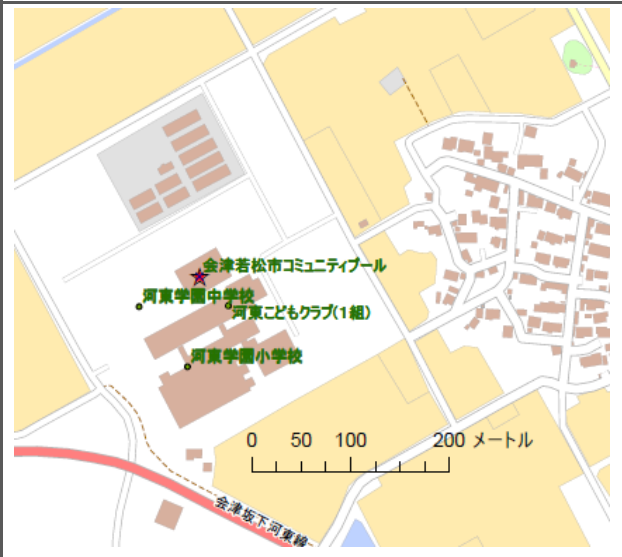 会津若松市コミュニティプール
河東学園中学校
河東こどもクラブ(1組)
河東学園小学校
0 50 100 200 メートル
会津坂下河東線